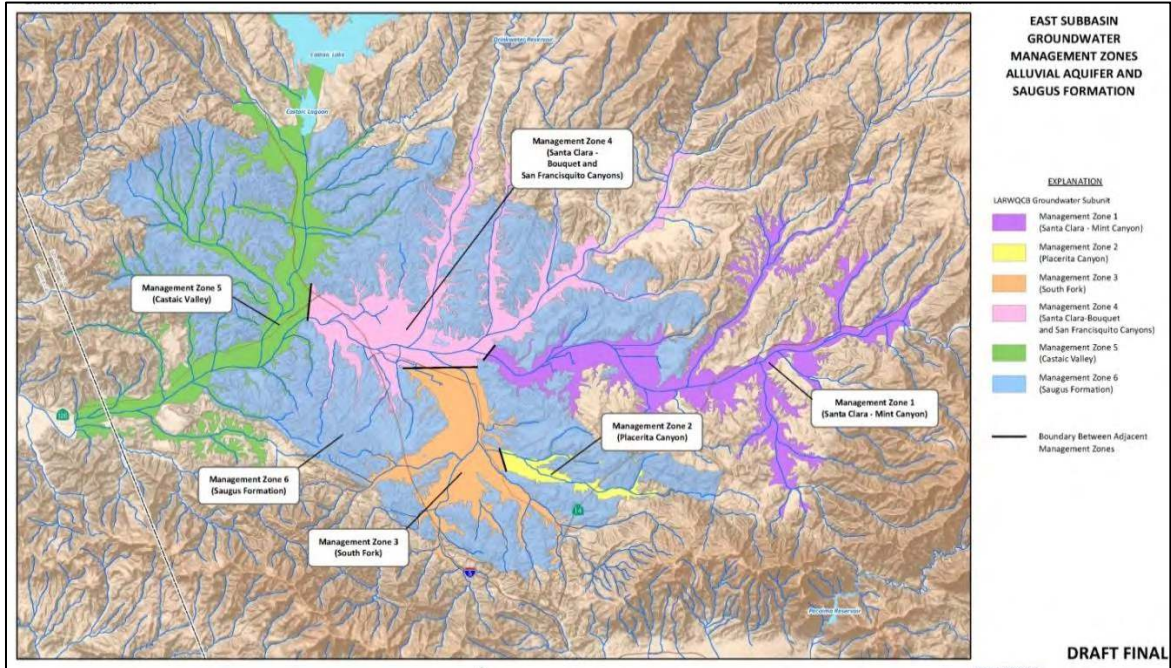 EAST SUBBASIN
GROUNDWATER
MANAGEMENT ZONES
ALLUVIAL AQUIFER AND
SAUGUS FORMATION
EXPLANATION
LARWQCB Groundwater Subunit
Management Zone 1
(Santa Clara - Mint Canyon)
Management Zone 2
(Placerita Canyon)
Management Zone 3
(South Fork)
Management Zone 4
(Santa Clara-Bouquet
and San Francisquito Canyons)
Management Zone 5
(Castaic Valley)
Management Zone 6
(Saugus Formation)
Boundary Between Adjacent
Management Zones
DRAFT FINAL
Castaic Lake
Castaic Lagoon
Drinkwater Reservoir
Management Zone 4
(Santa Clara -
Bouquet and
San Francisquito Canyons)
Management Zone 5
(Castaic Valley)
Management Zone 1
(Santa Clara - Mint Canyon)
Management Zone 2
(Placerita Canyon)
Management Zone 6
(Saugus Formation)
Management Zone 3
(South Fork)
126
14
5
Pacoima Reservoir